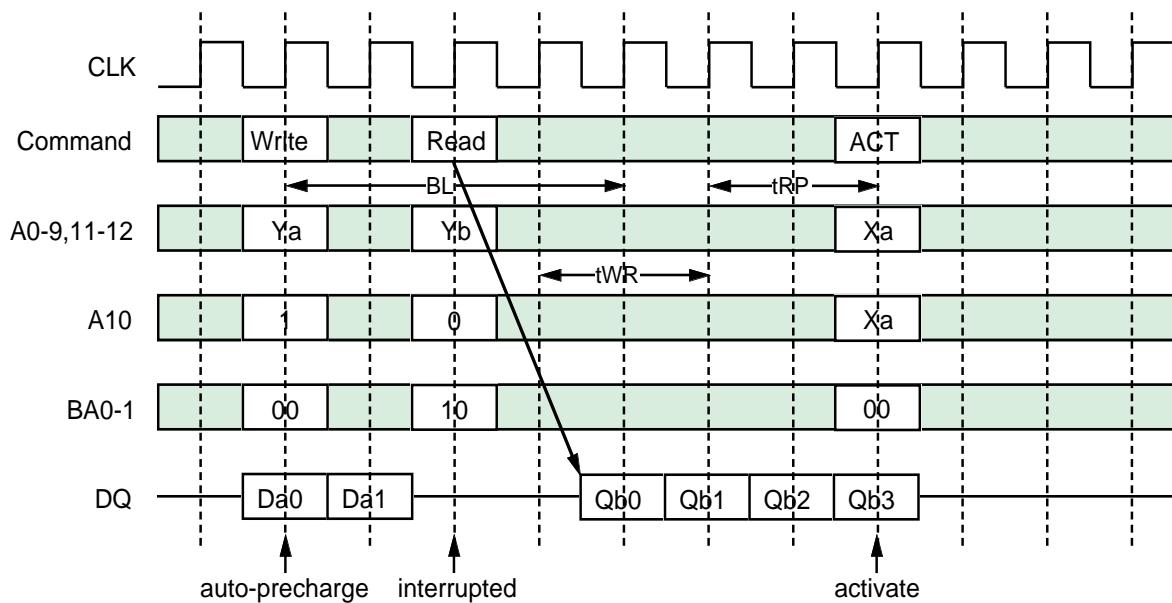 CLK
Command Write Read ACT
BL tRP
A0-9,11-12 Ya Yb Xa
tWR
A10 1 0 Xa
BA0-1 00 10 00
DQ Da0 Da1 Qb0 Qb1 Qb2 Qb3
auto-precharge interrupted activate